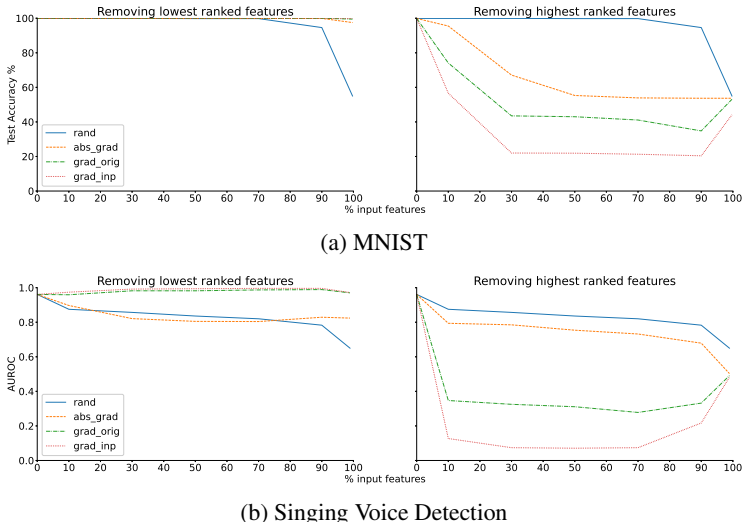 Removing lowest ranked features
Removing highest ranked features
100
80
60
40
20
0
Test Accuracy %
rand
abs_grad
grad_orig
grad_inp
0 10 20 30 40 50 60 70 80 90 100
0 10 20 30 40 50 60 70 80 90 100
% input features
(a) MNIST
Removing lowest ranked features
Removing highest ranked features
1.0
0.8
0.6
0.4
0.2
0.0
AUROC
rand
abs_grad
grad_orig
grad_inp
0 10 20 30 40 50 60 70 80 90 100
0 10 20 30 40 50 60 70 80 90 100
% input features
(b) Singing Voice Detection